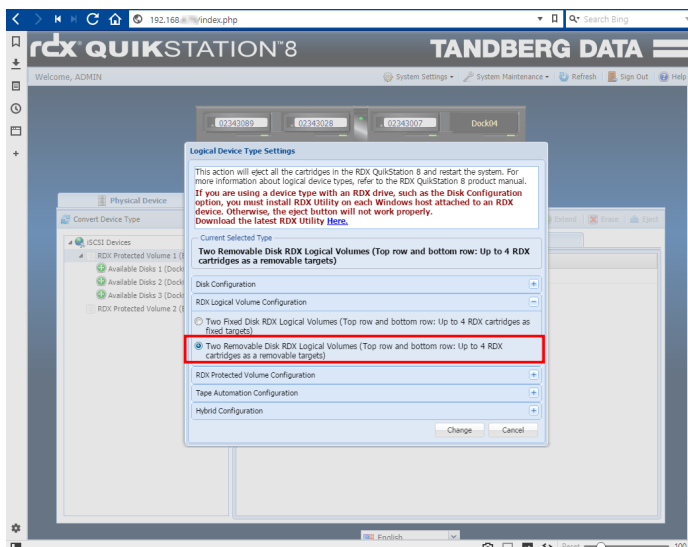 192.168. /index.php
Search Bing
rdx QUIKSTATION™8
TANDBERG DATA
Welcome, ADMIN
System Settings
System Maintenance
Refresh
Sign Out
Help
02343089
02343028
02343007
Dock04
Logical Device Type Settings
This action will eject all the cartridges in the RDX QuikStation 8 and restart the system. For
more information about logical device types, refer to the RDX QuikStation 8 product manual.
If you are using a device type with an RDX drive, such as the Disk Configuration
option, you must install RDX Utility on each Windows host attached to an RDX
device. Otherwise, the eject button will not work properly.
Download the latest RDX Utility Here.
Physical Device
Convert Device Type
Extend
Erase
Eject
iSCSI Devices
RDX Protected Volume 1 (
Available Disks 1 (Dock
Available Disks 2 (Dock
Available Disks 3 (Dock
RDX Protected Volume 2 (
Current Selected Type
Two Removable Disk RDX Logical Volumes (Top row and bottom row: Up to 4 RDX
cartridges as a removable targets)
Disk Configuration
RDX Logical Volume Configuration
Two Fixed Disk RDX Logical Volumes (Top row and bottom row: Up to 4 RDX cartridges as
fixed targets)
Two Removable Disk RDX Logical Volumes (Top row and bottom row: Up to 4 RDX
cartridges as a removable targets)
RDX Protected Volume Configuration
Tape Automation Configuration
Hybrid Configuration
Change
Cancel
English
Reset
100